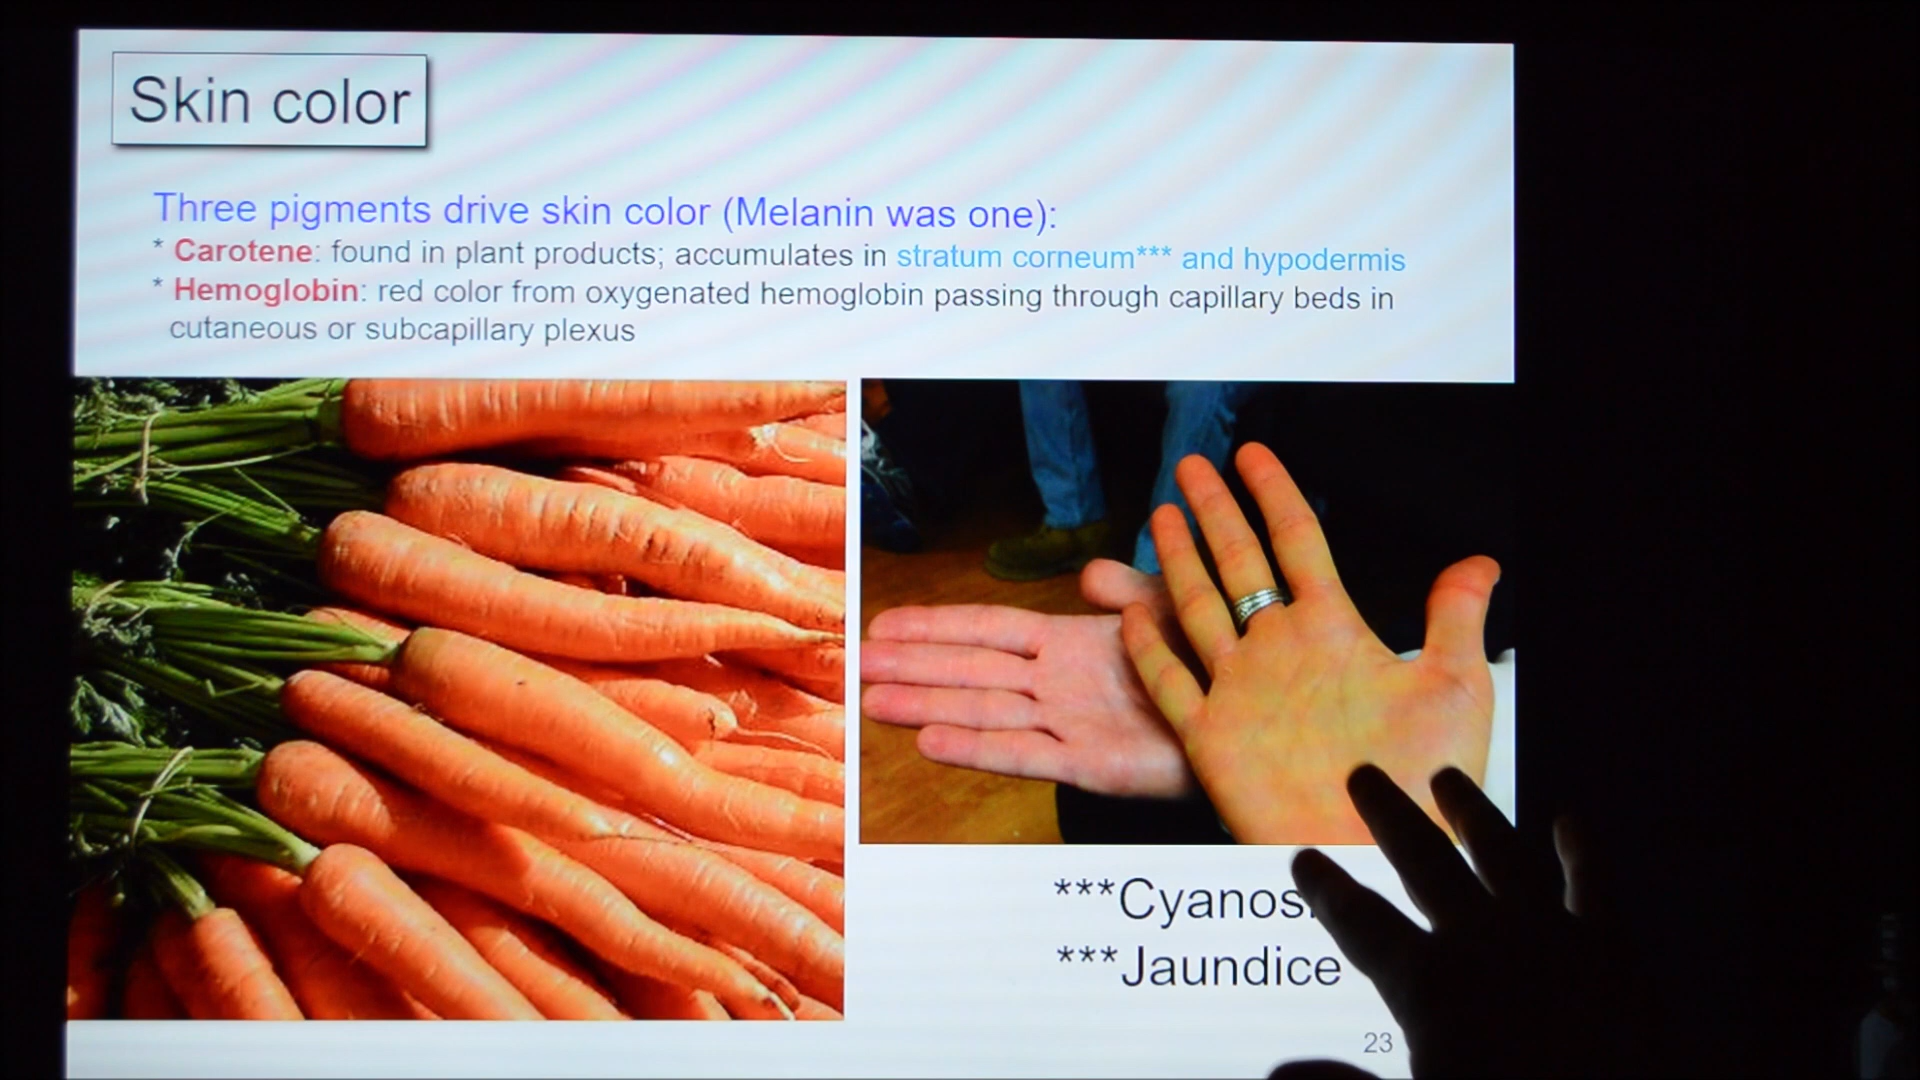 Skin color
Three pigments drive skin color (Melanin was one):
* Carotene: found in plant products; accumulates in stratum corneum*** and hypodermis
* Hemoglobin: red color from oxygenated hemoglobin passing through capillary beds in
cutaneous or subcapillary plexus
***Jaundice
23